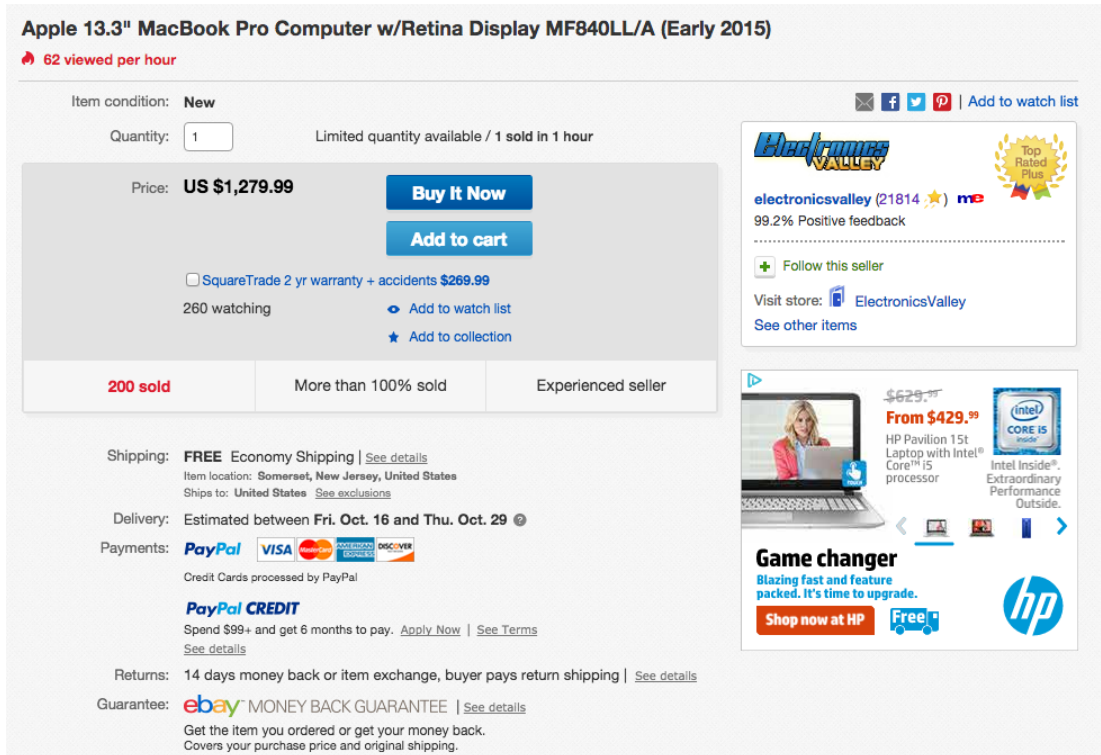 Apple 13.3" MacBook Pro Computer w/Retina Display MF840LL/A (Early 2015)
62 viewed per hour
Item condition: New
Quantity: 1
Limited quantity available / 1 sold in 1 hour
Price: US $1,279.99
Buy It Now
Add to cart
SquareTrade 2 yr warranty + accidents $269.99
260 watching
Add to watch list
Add to collection
200 sold
More than 100% sold
Experienced seller
Shipping: FREE Economy Shipping | See details
Item location: Somerset, New Jersey, United States
Ships to: United States See exclusions
Delivery: Estimated between Fri. Oct. 16 and Thu. Oct. 29 ?
Payments: PayPal VISA MasterCard AMERICAN EXPRESS DISCOVER
Credit Cards processed by PayPal
PayPal CREDIT
Spend $99+ and get 6 months to pay. Apply Now | See Terms
See details
Returns: 14 days money back or item exchange, buyer pays return shipping | See details
Guarantee: ebay™ MONEY BACK GUARANTEE | See details
Get the item you ordered or get your money back.
Covers your purchase price and original shipping.
| Add to watch list
Electronics
VALLEY
Top
Rated
Plus
electronicsvalley (21814 ) me
99.2% Positive feedback
Follow this seller
Visit store: ElectronicsValley
See other items
$629.99
From $429.99
HP Pavilion 15t
Laptop with Intel®
Core™ i5
processor
TOUCH
intel
CORE i5
inside
Intel Inside®.
Extraordinary
Performance
Outside.
Game changer
Blazing fast and feature
packed. It's time to upgrade.
Shop now at HP
Free
hp